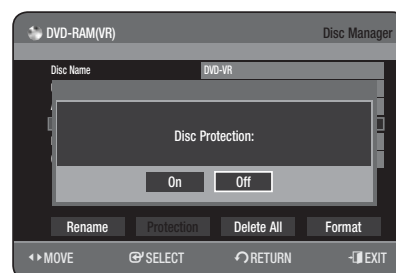 DVD-RAM(VR) Disc Manager
Disc Name DVD-VR
Disc Protection:
On Off
Rename Protection Delete All Format
MOVE SELECT RETURN EXIT